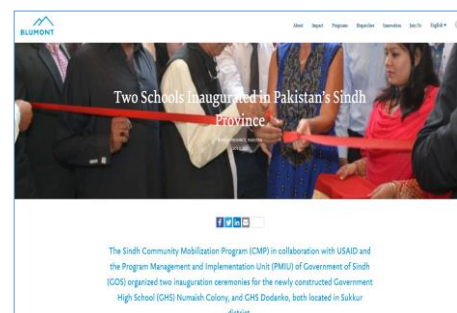 BLUMONT
About Impact Programs Dispatches Innovation Join Us English
Two Schools Inaugurated in Pakistan's Sindh
Province
The Sindh Community Mobilization Program (CMP) in collaboration with USAID and
the Program Management and Implementation Unit (PMIU) of Government of Sindh
(GOS) organized two inauguration ceremonies for the newly constructed Government
High School (GHS) Numaish Colony, and GHS Dodanko, both located in Sukkur
district